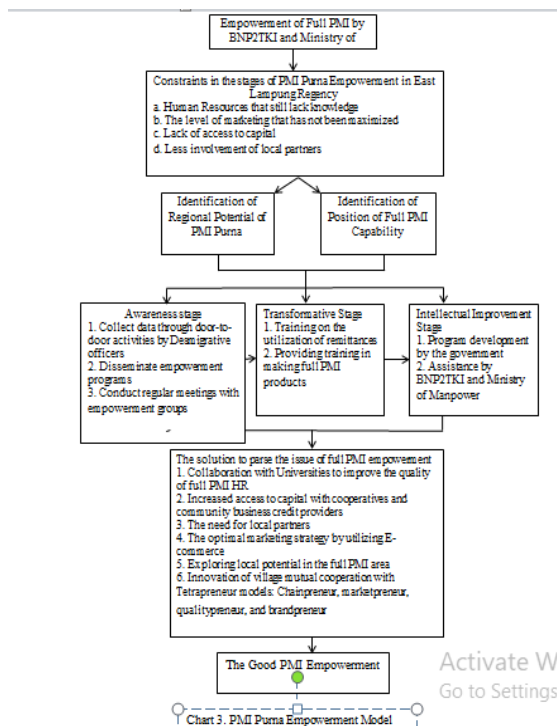 Empowerment of Full PMI by
BNP2TKI and Ministry of
Constraints in the stages of PMI Purna Empowerment in East
Lampung Regency
a. Human Resources that still lack knowledge
b. The level of marketing that has not been maximized
c. Lack of access to capital
d. Less involvement of local partners
Identification of
Regional Potential of
PMI Purna
Identification of
Position of Full PMI
Capability
Awareness stage
1. Collect data through door-to-
door activities by Desmigrative
officers
2. Disseminate empowerment
programs
3. Conduct regular meetings with
empowerment groups
Transformative Stage
1. Training on the
utilization of remittances
2. Providing training in
making full PMI
products
Intellectual Improvement
Stage
1. Program development
by the government
2. Assistance by
BNP2TKI and Ministry
of Manpower
The solution to parse the issue of full PMI empowerment
1. Collaboration with Universities to improve the quality
of full PMI HR
2. Increased access to capital with cooperatives and
community business credit providers
3. The need for local partners
4. The optimal marketing strategy by utilizing E-
commerce
5. Exploring local potential in the full PMI area
6. Innovation of village mutual cooperation with
Tetrapreneur models: Chainpreneur, marketpreneur,
qualitypreneur, and brandpreneur
The Good PMI Empowerment
Activate W
Go to Settings
Chart 3. PMI Purna Empowerment Model